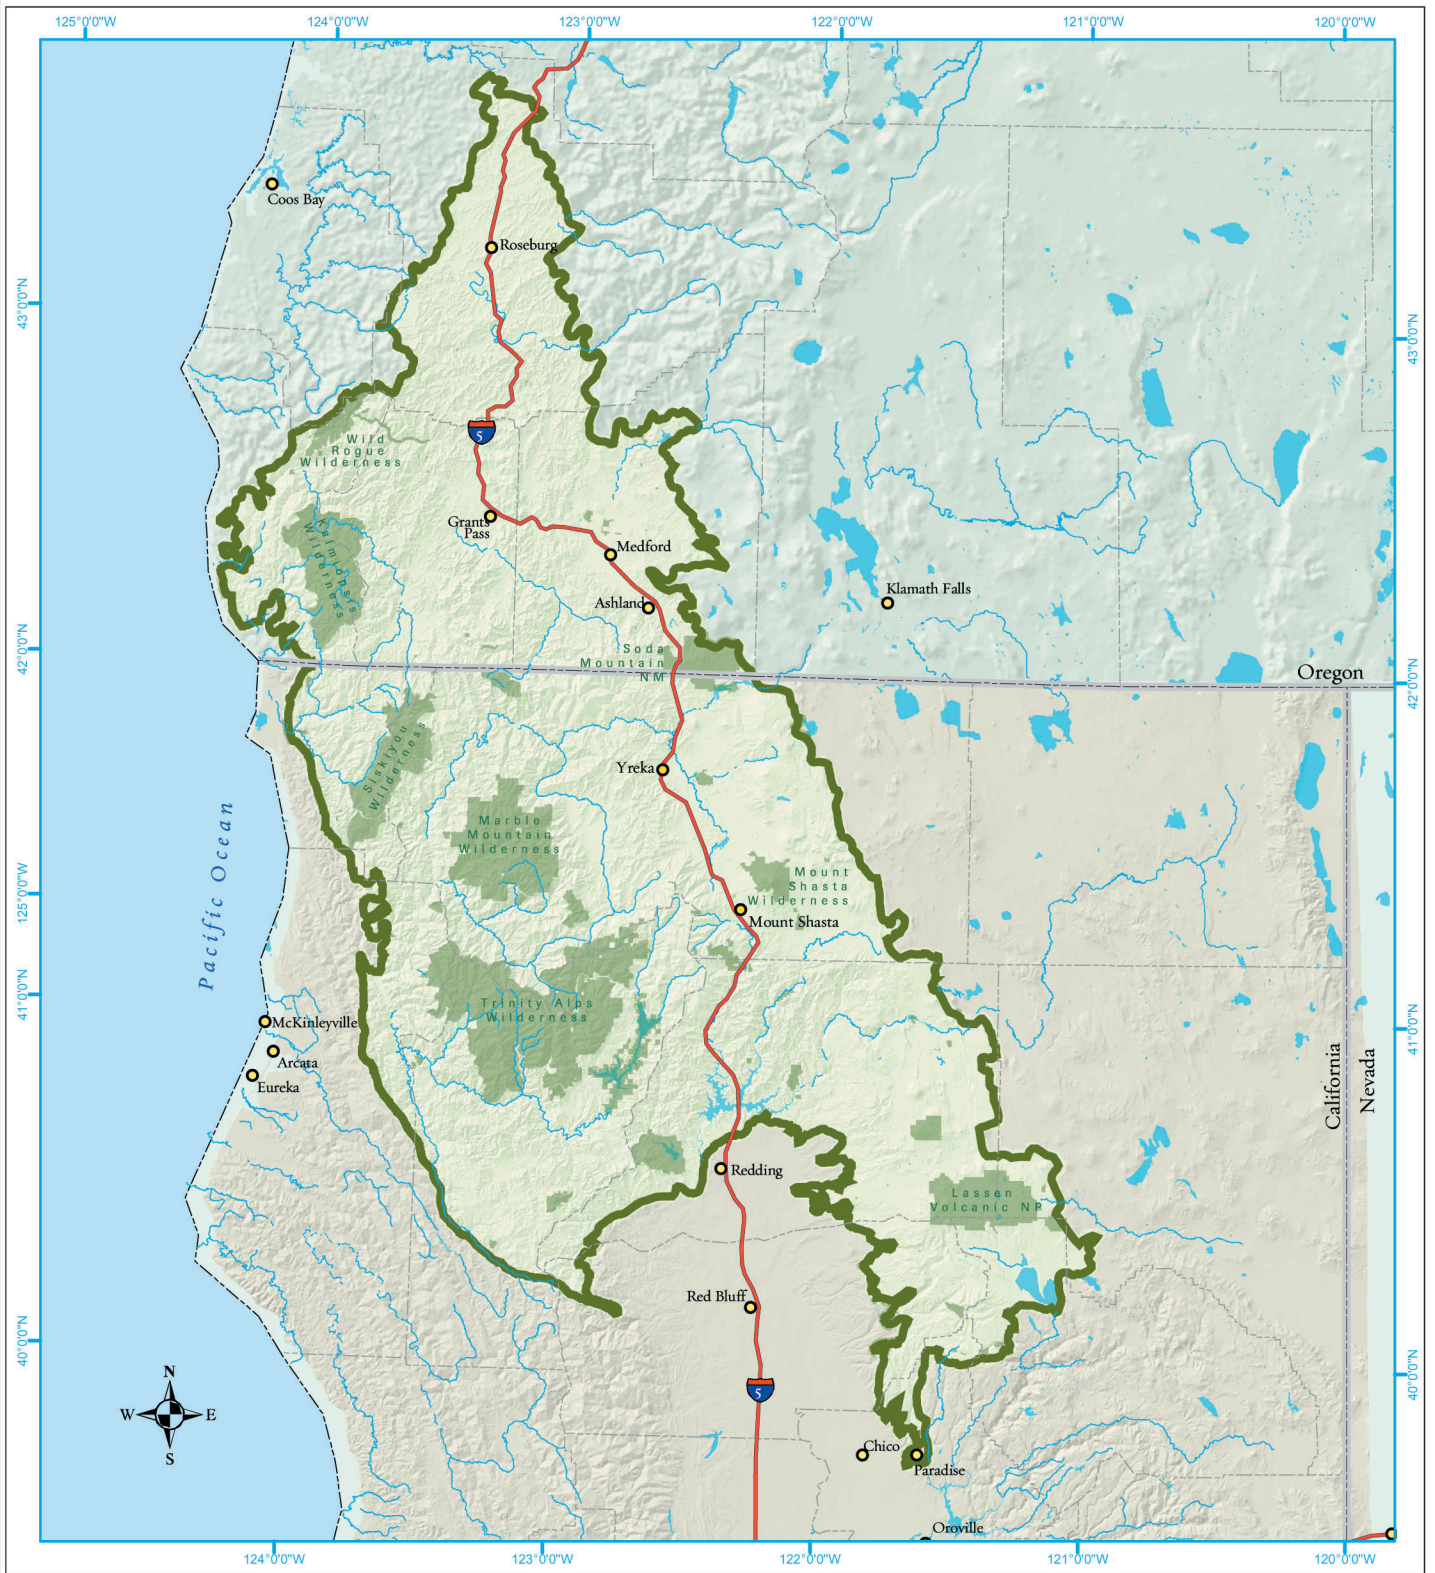 125°0'0"W
124°0'0"W
123°0'0"W
122°0'0"W
121°0'0"W
120°0'0"W
Coos Bay
Roseburg
43°0'0"N
43°0'0"N
5
Wild
Rogue
Wilderness
Grants
Pass
Kalmiopsis
Wilderness
Medford
Klamath Falls
Ashland
42°0'0"N
42°0'0"N
Soda
Mountain
NM
Oregon
Siskiyou
Wilderness
Yreka
Marble
Mountain
Wilderness
Pacific Ocean
Mount
Shasta
Wilderness
Mount Shasta
125°0'0"W
41°0'0"N
41°0'0"N
Trinity Alps
Wilderness
McKinleyville
Arcata
Eureka
California
Nevada
Redding
Lassen
Volcanic NP
Red Bluff
40°0'0"N
40°0'0"N
N
W
E
S
5
Chico
Paradise
Oroville
124°0'0"W
123°0'0"W
122°0'0"W
121°0'0"W
120°0'0"W